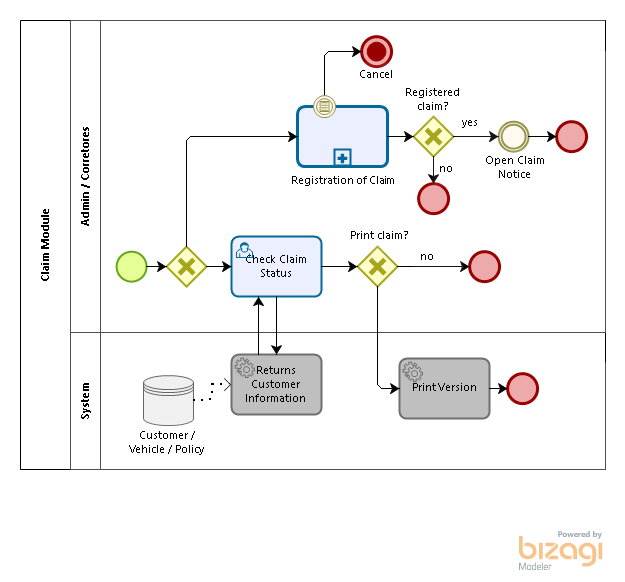 Claim Module
Admin / Corretores
System
Cancel
Registered
claim?
yes
no
Registration of Claim
Open Claim
Notice
Check Claim
Status
Print claim?
no
Returns
Customer
Information
Print Version
Customer /
Vehicle / Policy
Powered by
bizagi
Modeler